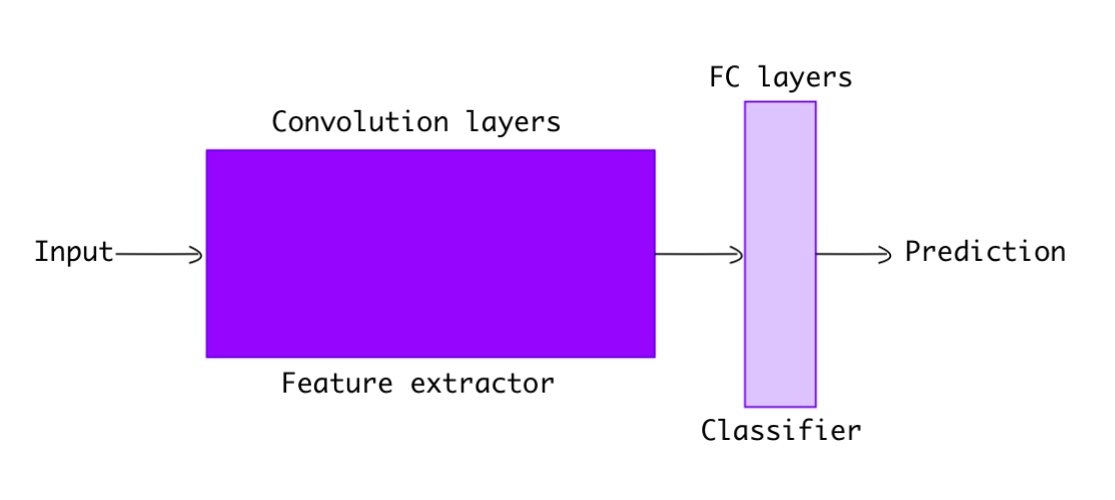 FC layers
Convolution layers
Input
Prediction
Feature extractor
Classifier